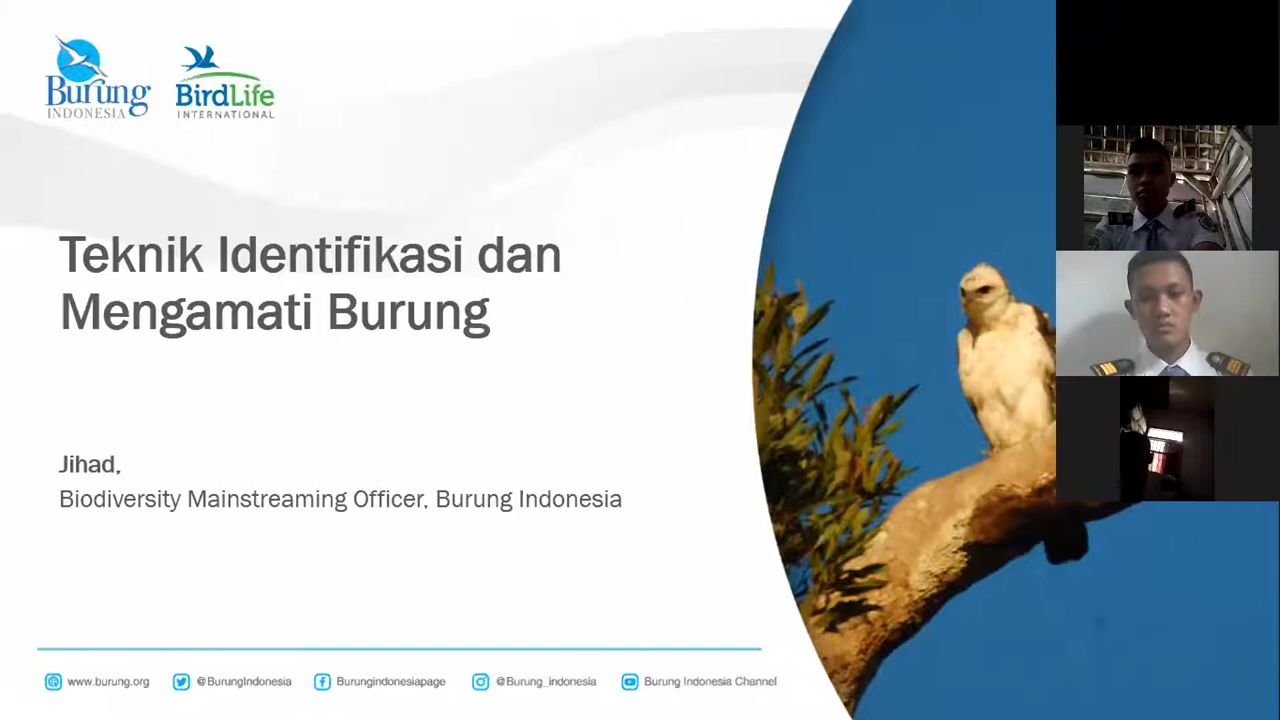 Burung
INDONESIA
BirdLife
INTERNATIONAL
Teknik Identifikasi dan
Mengamati Burung
Jihad,
Biodiversity Mainstreaming Officer, Burung Indonesia
www.burung.org @BurungIndonesia Burungindonesiapage @Burung_indonesia Burung Indonesia Channel